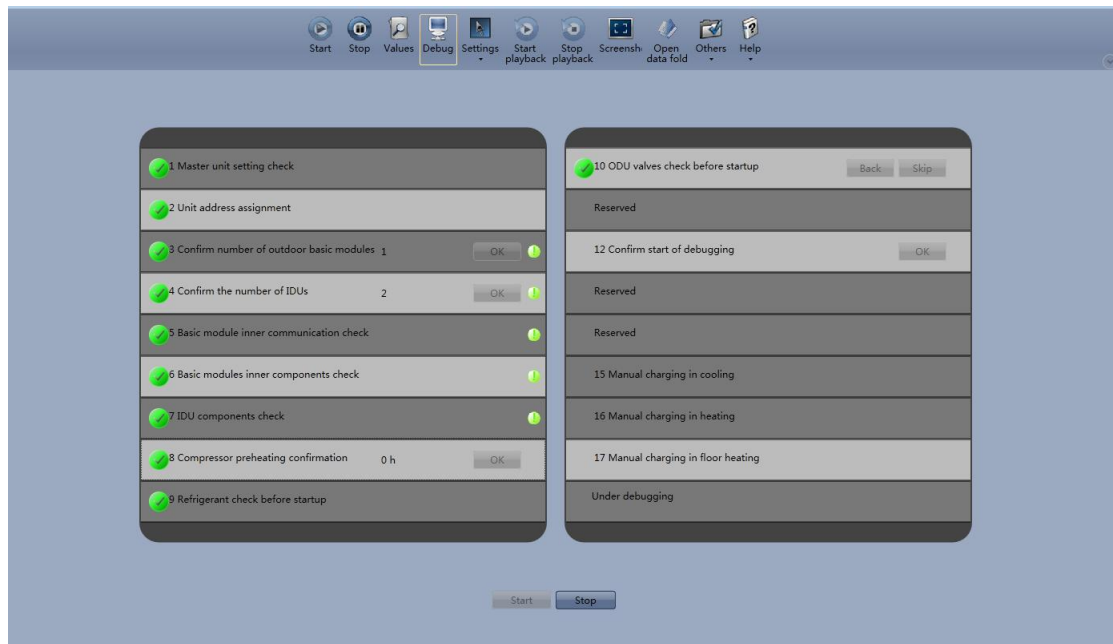 Start Stop Values Debug Settings Start playback Stop playback Screensh Open data fold Others Help
1 Master unit setting check
2 Unit address assignment
3 Confirm number of outdoor basic modules 1 OK
4 Confirm the number of IDUs 2 OK
5 Basic module inner communication check
6 Basic modules inner components check
7 IDU components check
8 Compressor preheating confirmation 0 h OK
9 Refrigerant check before startup
10 ODU valves check before startup Back Skip
Reserved
12 Confirm start of debugging OK
Reserved
Reserved
15 Manual charging in cooling
16 Manual charging in heating
17 Manual charging in floor heating
Under debugging
Start Stop